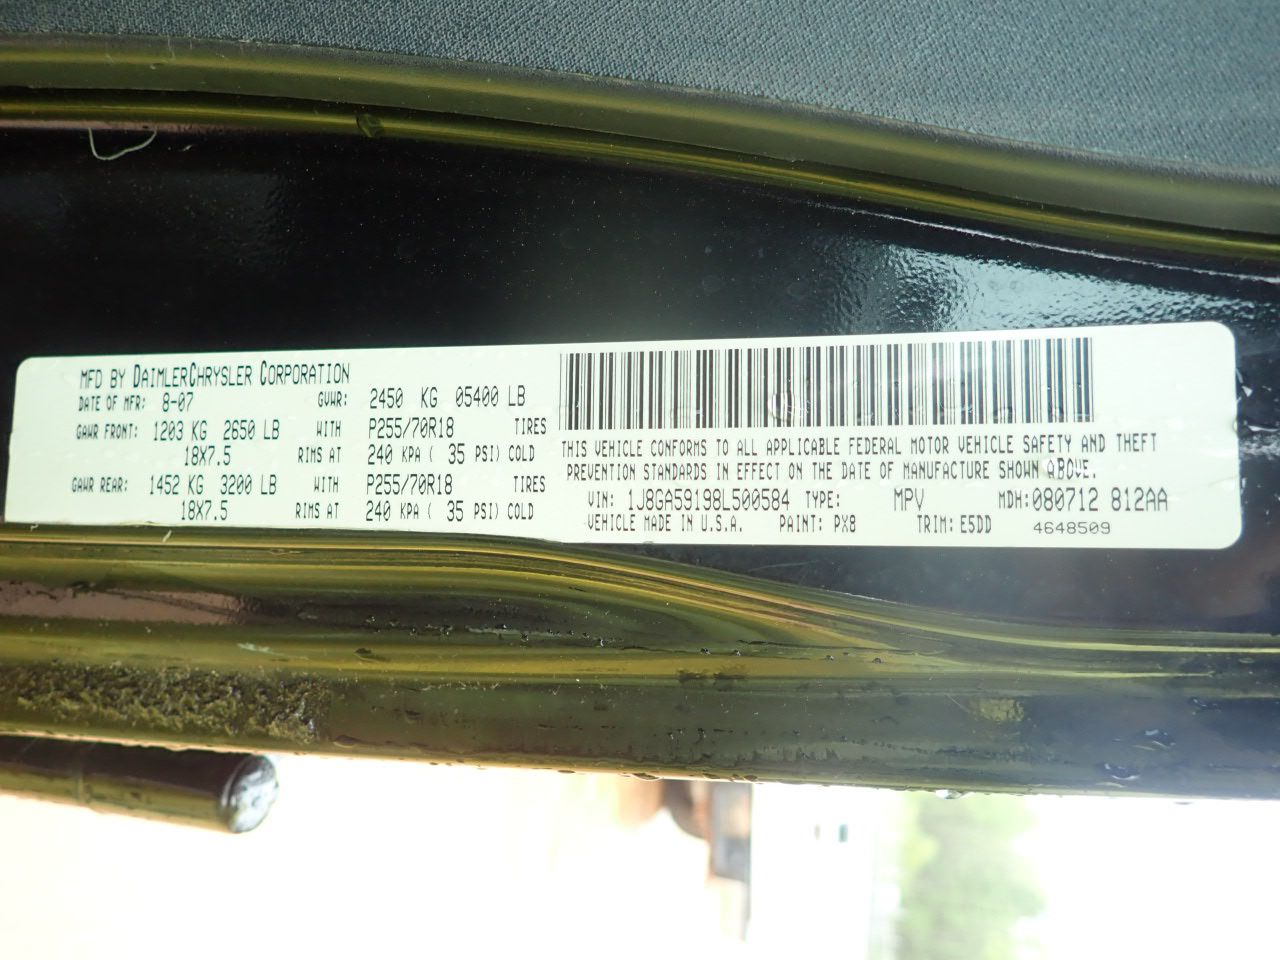 MFD BY DAIMLERCHRYSLER CORPORATION
DATE OF MFR: 8-07 GVWR: 2450 KG 05400 LB
GAWR FRONT: 1203 KG 2650 LB WITH P255/70R18 TIRES
18X7.5 RIMS AT 240 KPA ( 35 PSI) COLD
GAWR REAR: 1452 KG 3200 LB WITH P255/70R18 TIRES
18X7.5 RIMS AT 240 KPA ( 35 PSI) COLD
THIS VEHICLE CONFORMS TO ALL APPLICABLE FEDERAL MOTOR VEHICLE SAFETY AND THEFT
PREVENTION STANDARDS IN EFFECT ON THE DATE OF MANUFACTURE SHOWN ABOVE.
VIN: 1J8GA59198L500584 TYPE: MPV MDH:080712 812AA
VEHICLE MADE IN U.S.A. PAINT: PX8 TRIM: E5DD 4648509